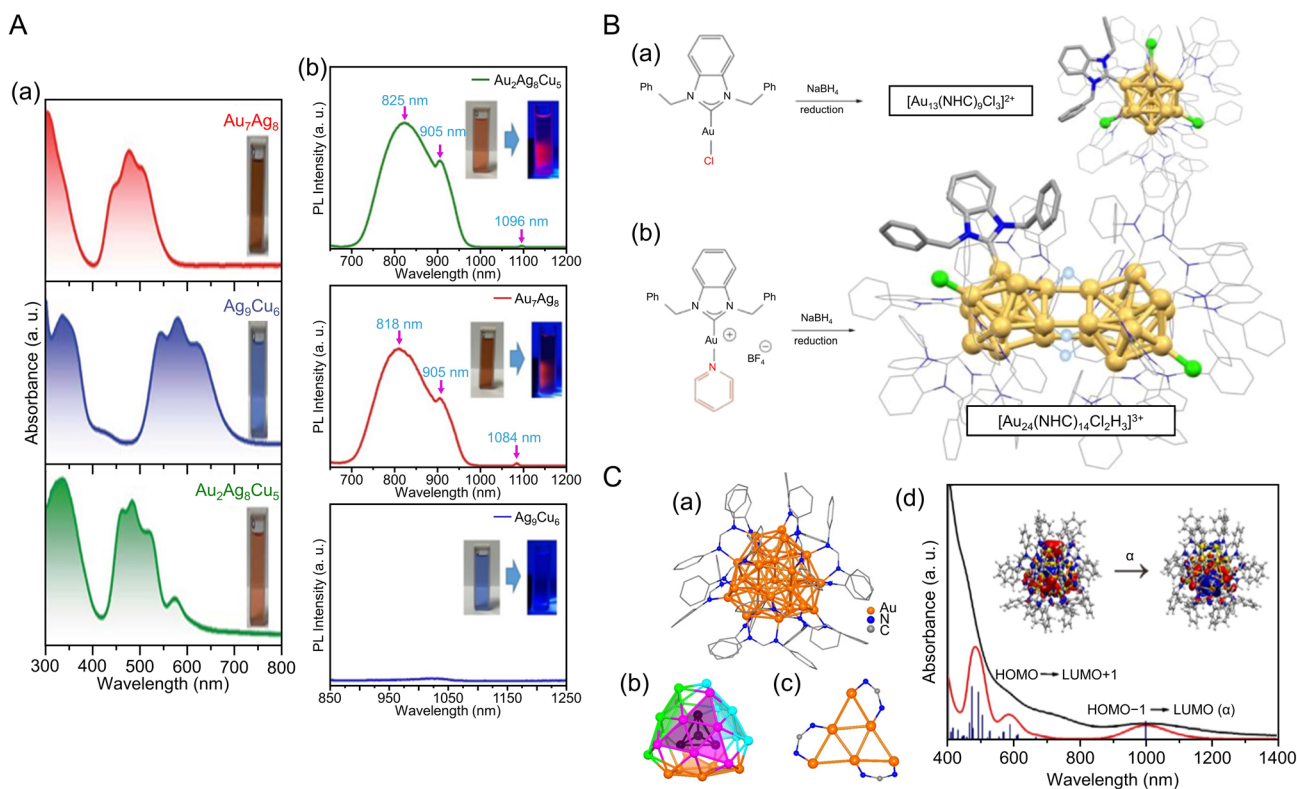 A
(a)
Au₇Ag₈
Ag₉Cu₆
Au₂Ag₈Cu₅
Absorbance (a. u.)
300 400 500 600 700 800
Wavelength (nm)
(b)
Au₂Ag₈Cu₅
825 nm
905 nm
1096 nm
PL Intensity (a. u.)
700 800 900 1000 1100 1200
Wavelength (nm)
Au₇Ag₈
818 nm
905 nm
1084 nm
PL Intensity (a. u.)
700 800 900 1000 1100 1200
Wavelength (nm)
Ag₉Cu₆
PL Intensity (a. u.)
850 950 1050 1150 1250
Wavelength (nm)
B
(a)
Ph N N Ph
Au
Cl
NaBH₄
reduction
[Au₁₃(NHC)₉Cl₃]²⁺
(b)
Ph N N Ph
Au +
BF₄ −
N
NaBH₄
reduction
[Au₂₄(NHC)₁₄Cl₂H₃]³⁺
C
(a)
Au
N
C
(b)
(c)
(d)
α
HOMO → LUMO+1
HOMO−1 → LUMO (α)
Absorbance (a. u.)
400 600 800 1000 1200 1400
Wavelength (nm)